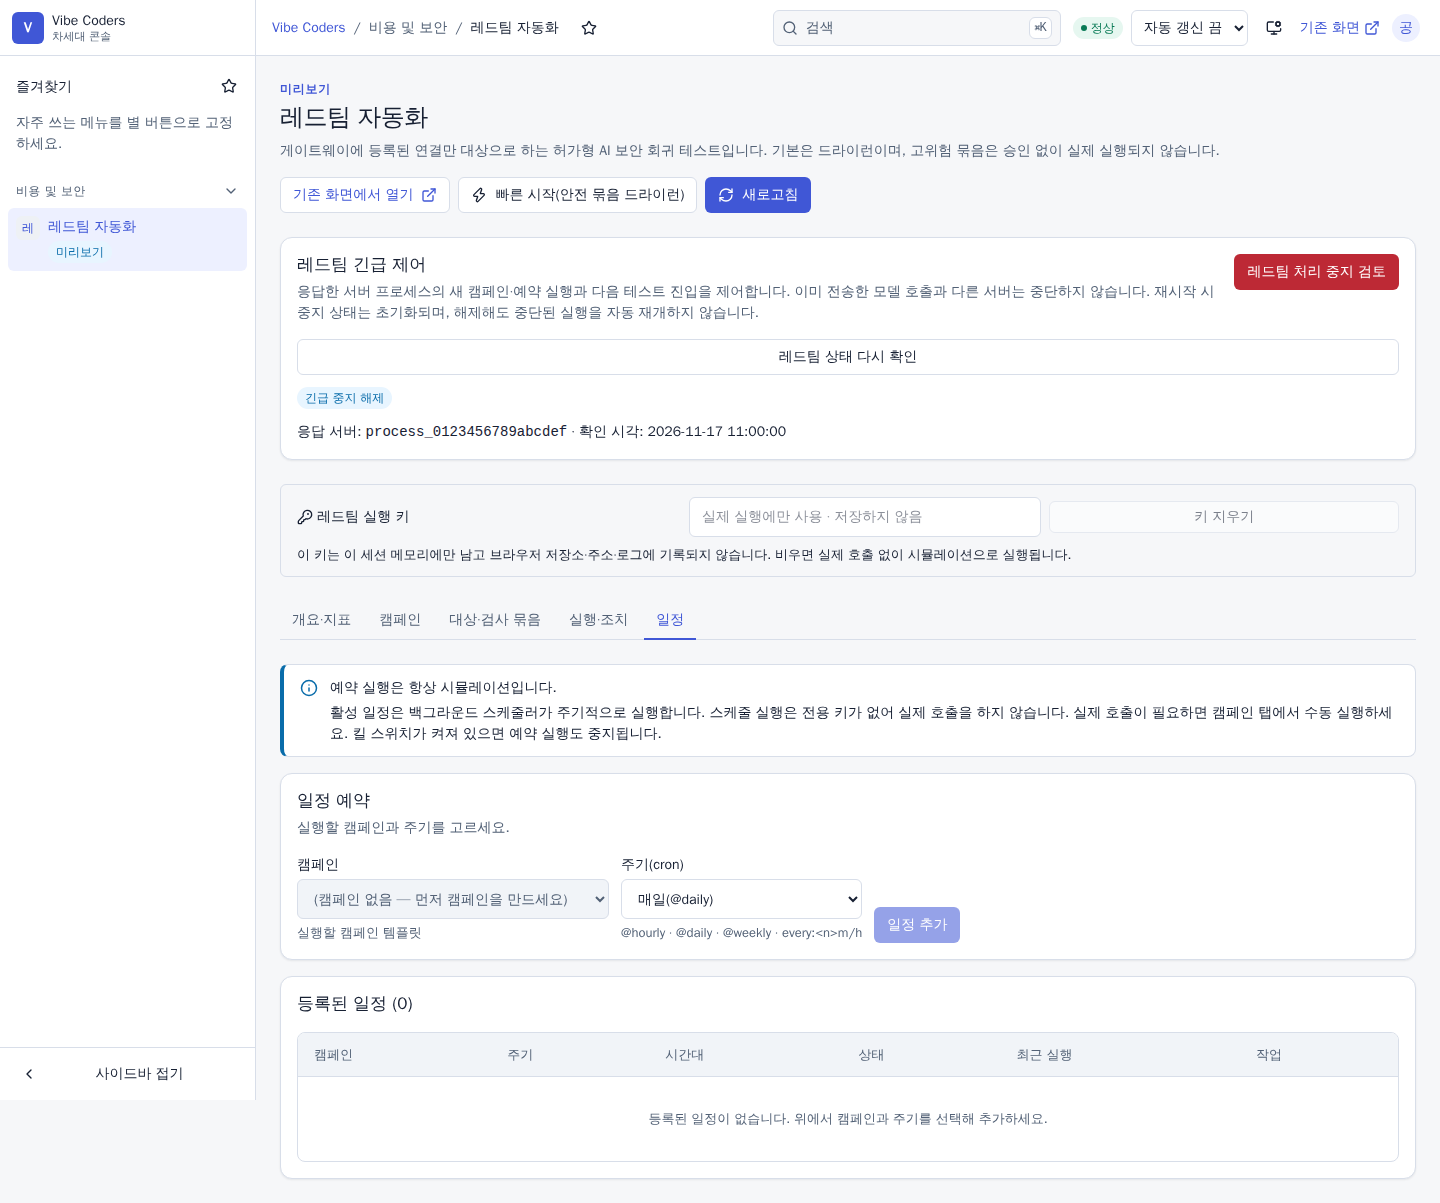 V
Vibe Coders
차세대 콘솔
Vibe Coders / 비용 및 보안 / 레드팀 자동화
검색
⌘K
정상
자동 갱신 끔
기존 화면
공
즐겨찾기
자주 쓰는 메뉴를 별 버튼으로 고정
하세요.
비용 및 보안
레 레드팀 자동화
미리보기
사이드바 접기
미리보기
레드팀 자동화
게이트웨이에 등록된 연결만 대상으로 하는 허가형 AI 보안 회귀 테스트입니다. 기본은 드라이런이며, 고위험 묶음은 승인 없이 실제 실행되지 않습니다.
기존 화면에서 열기
빠른 시작(안전 묶음 드라이런)
새로고침
레드팀 긴급 제어
응답한 서버 프로세스의 새 캠페인·예약 실행과 다음 테스트 진입을 제어합니다. 이미 전송한 모델 호출과 다른 서버는 중단하지 않습니다. 재시작 시
중지 상태는 초기화되며, 해제해도 중단된 실행을 자동 재개하지 않습니다.
레드팀 처리 중지 검토
레드팀 상태 다시 확인
긴급 중지 해제
응답 서버: process_0123456789abcdef · 확인 시각: 2026-11-17 11:00:00
레드팀 실행 키
실제 실행에만 사용 · 저장하지 않음
키 지우기
이 키는 이 세션 메모리에만 남고 브라우저 저장소·주소·로그에 기록되지 않습니다. 비우면 실제 호출 없이 시뮬레이션으로 실행됩니다.
개요·지표
캠페인
대상·검사 묶음
실행·조치
일정
예약 실행은 항상 시뮬레이션입니다.
활성 일정은 백그라운드 스케줄러가 주기적으로 실행합니다. 스케줄 실행은 전용 키가 없어 실제 호출을 하지 않습니다. 실제 호출이 필요하면 캠페인 탭에서 수동 실행하세
요. 킬 스위치가 켜져 있으면 예약 실행도 중지됩니다.
일정 예약
실행할 캠페인과 주기를 고르세요.
캠페인
(캠페인 없음 — 먼저 캠페인을 만드세요)
실행할 캠페인 템플릿
주기(cron)
매일(@daily)
@hourly · @daily · @weekly · every:<n>m/h
일정 추가
등록된 일정 (0)
캠페인 주기 시간대 상태 최근 실행 작업
등록된 일정이 없습니다. 위에서 캠페인과 주기를 선택해 추가하세요.